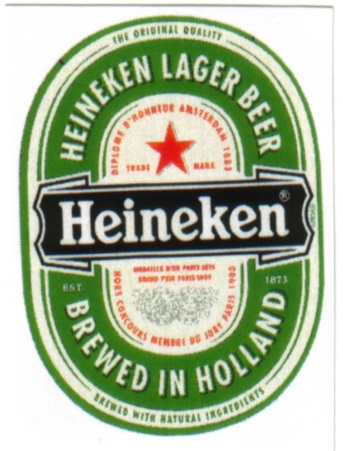 THE ORIGINAL QUALITY
HEINEKEN LAGER BEER
DIPLOME D'HONNEUR AMSTERDAM 1883
TRADE MARK
Heineken®
MEDAILLE D'OR PARIS 1875
GRAND PRIX PARIS 1889
HORS CONCOURS MEMBRE DU JURY PARIS 1900
EST. 1873
BREWED IN HOLLAND
BREWED WITH NATURAL INGREDIENTS